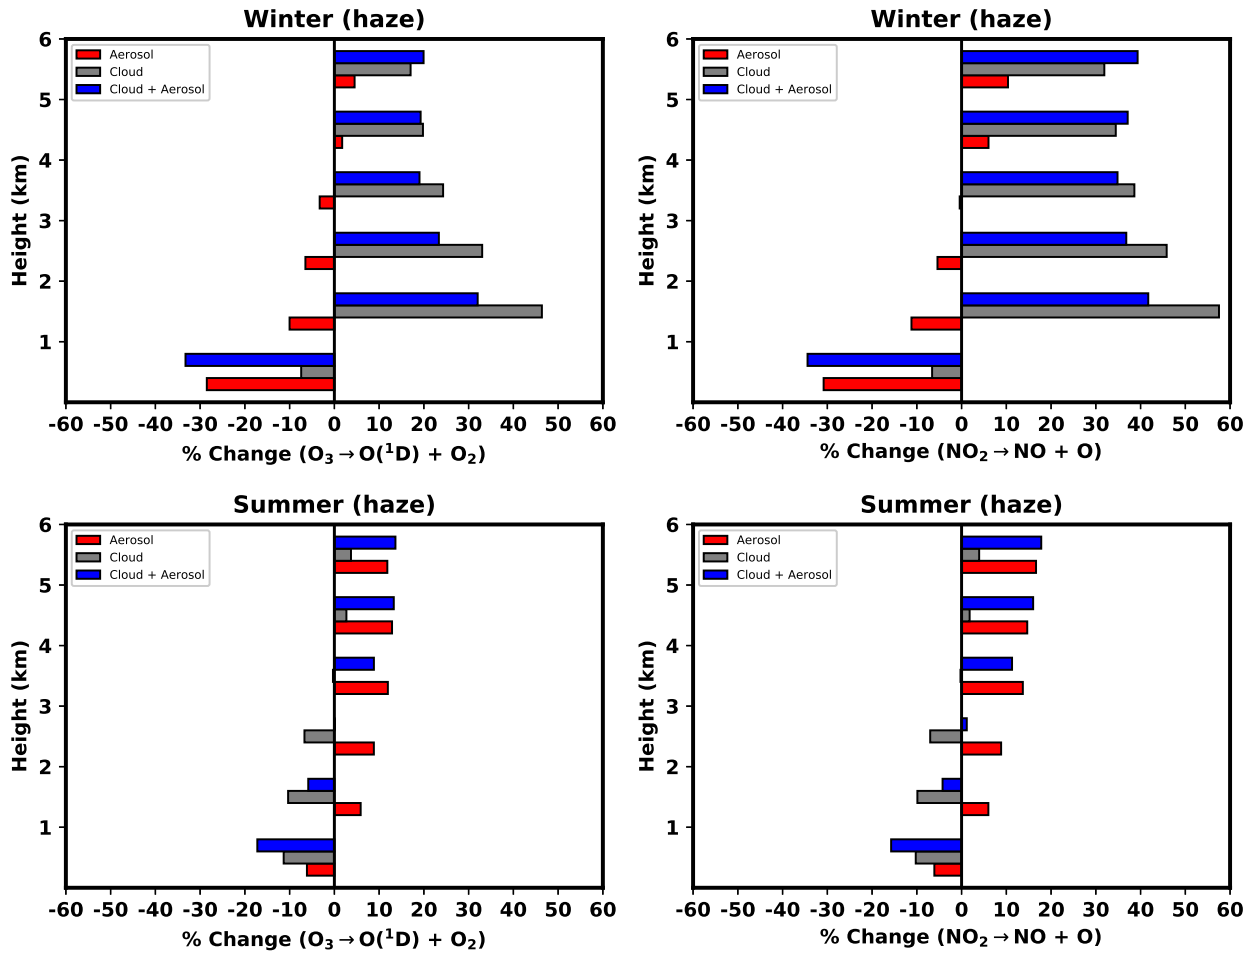 Winter (haze)
6
5
4
3
2
1
Height (km)
Aerosol
Cloud
Cloud + Aerosol
-60 -50 -40 -30 -20 -10 0 10 20 30 40 50 60
% Change (O₃→O(¹D) + O₂)
Winter (haze)
6
5
4
3
2
1
Height (km)
Aerosol
Cloud
Cloud + Aerosol
-60 -50 -40 -30 -20 -10 0 10 20 30 40 50 60
% Change (NO₂→NO + O)
Summer (haze)
6
5
4
3
2
1
Height (km)
Aerosol
Cloud
Cloud + Aerosol
-60 -50 -40 -30 -20 -10 0 10 20 30 40 50 60
% Change (O₃→O(¹D) + O₂)
Summer (haze)
6
5
4
3
2
1
Height (km)
Aerosol
Cloud
Cloud + Aerosol
-60 -50 -40 -30 -20 -10 0 10 20 30 40 50 60
% Change (NO₂→NO + O)